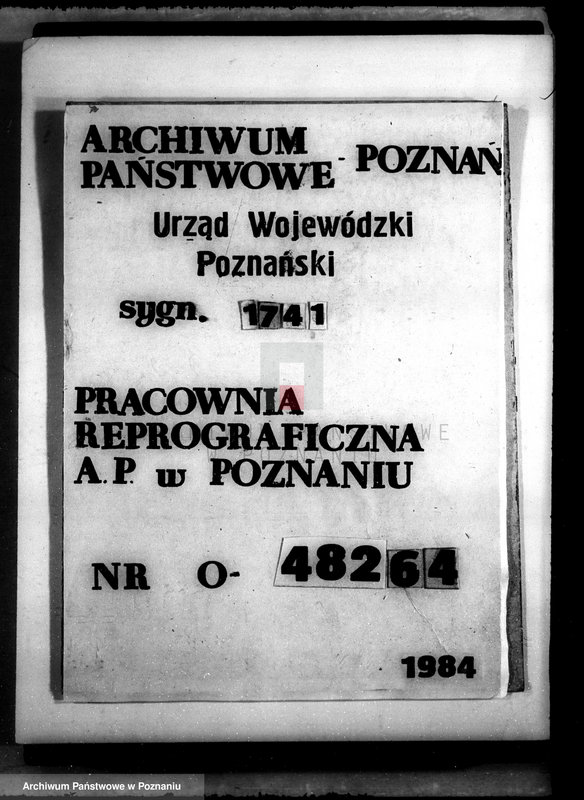 ARCHIWUM
PAŃSTWOWE - POZNAŃ
Urząd Wojewódzki
Poznański
sygn. 1741
PRACOWNIA
REPROGRAFICZNA
A.P. w POZNANIU
NR O- 48264
1984
Archiwum Państwowe w Poznaniu